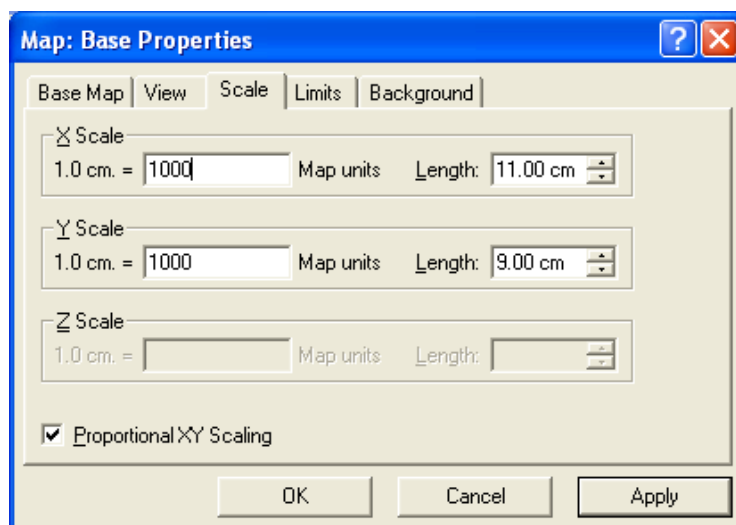 Map: Base Properties
Base Map View Scale Limits Background
X Scale
1.0 cm. = 1000 Map units Length: 11.00 cm
Y Scale
1.0 cm. = 1000 Map units Length: 9.00 cm
Z Scale
1.0 cm. = Map units Length:
Proportional XY Scaling
OK Cancel Apply